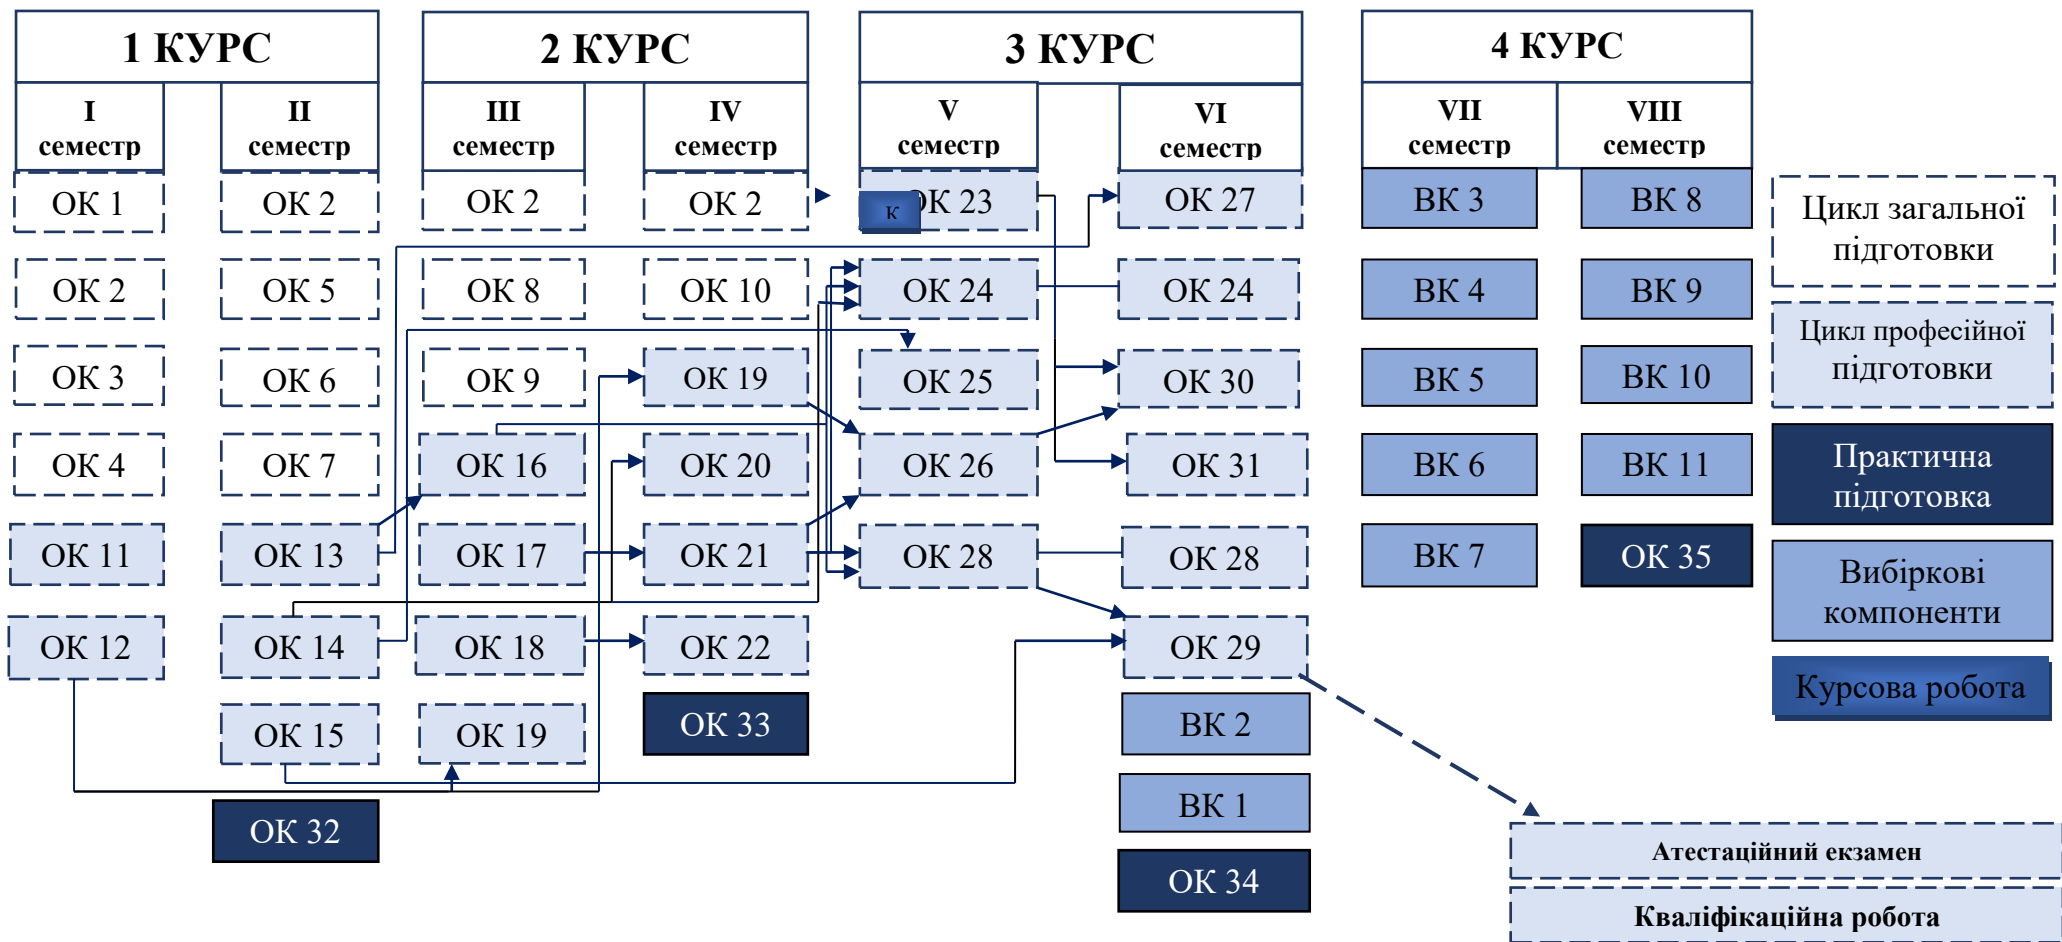 1 КУРС
2 КУРС
3 КУРС
4 КУРС
I
семестр
II
семестр
III
семестр
IV
семестр
V
семестр
VI
семестр
VII
семестр
VIII
семестр
ОК 1
ОК 2
ОК 2
ОК 2
К
ОК 23
ОК 27
ВК 3
ВК 8
ОК 2
ОК 5
ОК 8
ОК 10
ОК 24
ОК 24
ВК 4
ВК 9
ОК 3
ОК 6
ОК 9
ОК 19
ОК 25
ОК 30
ВК 5
ВК 10
ОК 4
ОК 7
ОК 16
ОК 20
ОК 26
ОК 31
ВК 6
ВК 11
ОК 11
ОК 13
ОК 17
ОК 21
ОК 28
ОК 28
ВК 7
ОК 35
ОК 12
ОК 14
ОК 18
ОК 22
ОК 29
ОК 15
ОК 19
ОК 33
ВК 2
ОК 32
ВК 1
ОК 34
Цикл загальної
підготовки
Цикл професійної
підготовки
Практична
підготовка
Вибіркові
компоненти
Курсова робота
Атестаційний екзамен
Кваліфікаційна робота